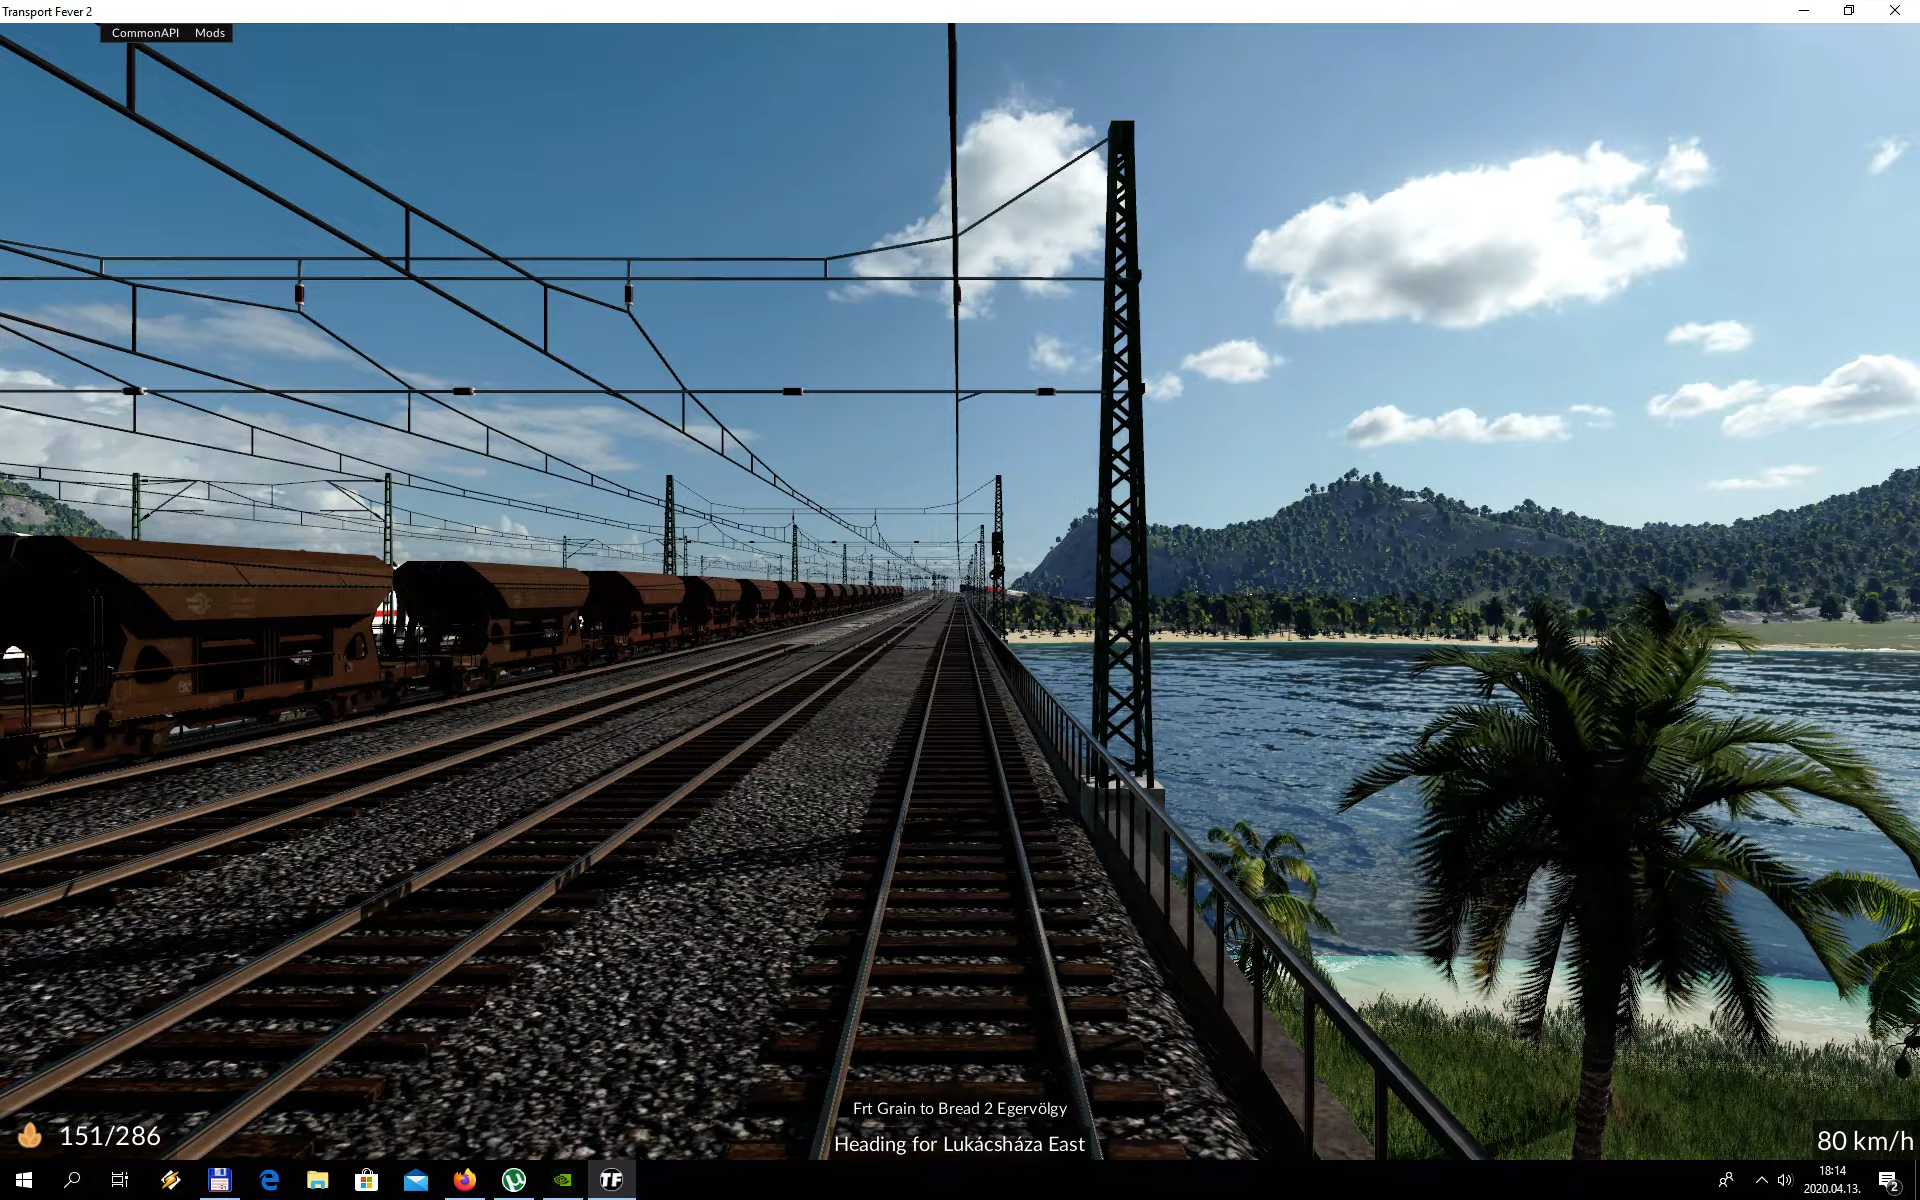 Transport Fever 2
CommonAPI Mods
Frt Grain to Bread 2 Egervölgy
151/286
Heading for Lukácsháza East
80 km/h
TF
18:14
2020.04.13.
2